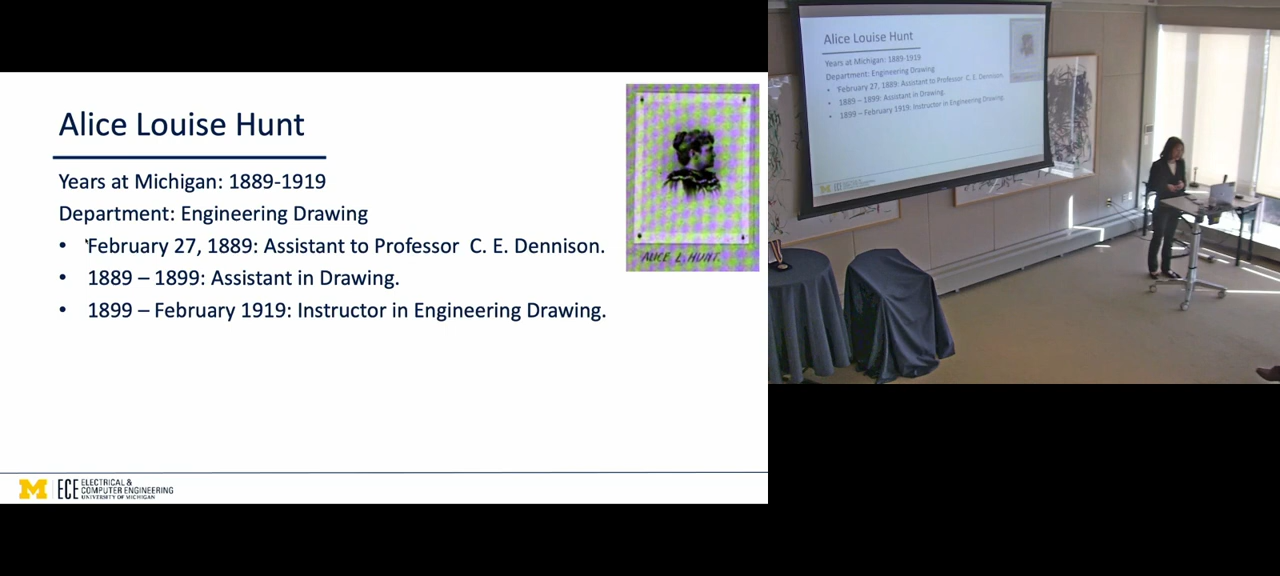 Alice Louise Hunt
Years at Michigan: 1889-1919
Department: Engineering Drawing
• ‵February 27, 1889: Assistant to Professor  C. E. Dennison.
• 1889 – 1899: Assistant in Drawing.
• 1899 – February 1919: Instructor in Engineering Drawing.
ALICE L. HUNT.
M ECE ELECTRICAL &
COMPUTER ENGINEERING
UNIVERSITY OF MICHIGAN
Alice Louise Hunt
Years at Michigan: 1889-1919
Department: Engineering Drawing
• ‵February 27, 1889: Assistant to Professor  C. E. Dennison.
• 1889 – 1899: Assistant in Drawing.
• 1899 – February 1919: Instructor in Engineering Drawing.
M ECE